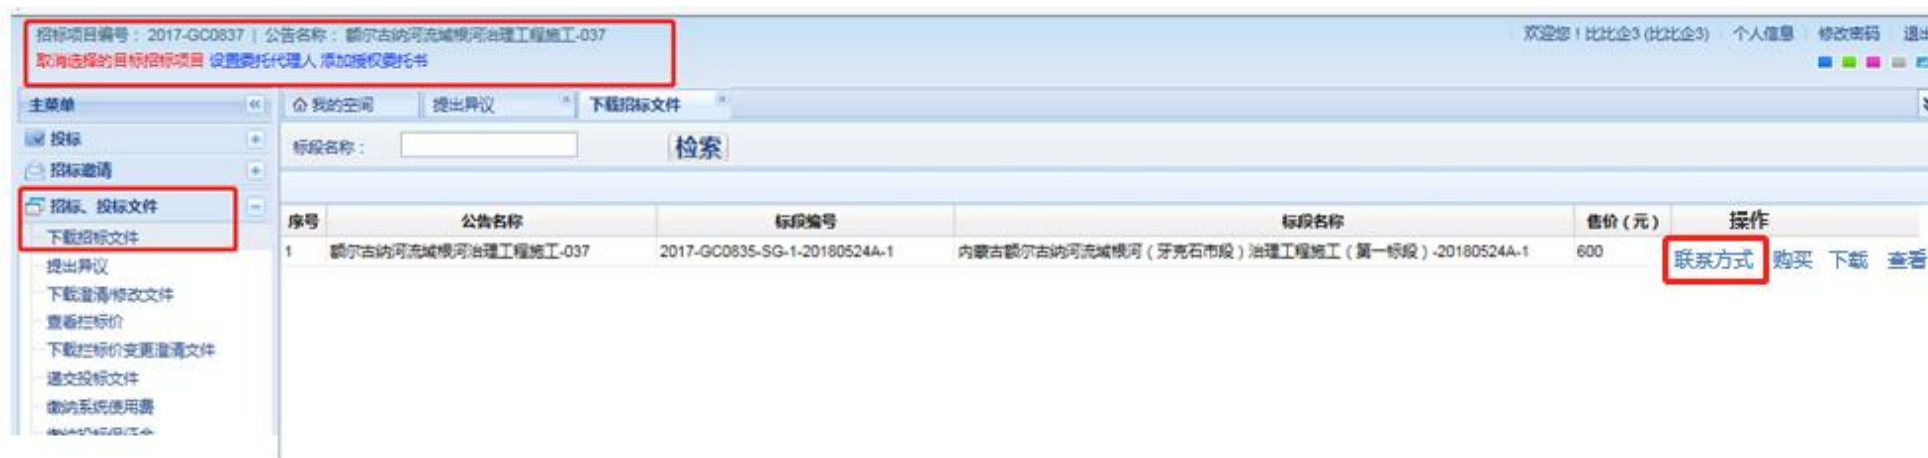 招标项目编号： 2017-GC0837 | 公告名称： 额尔古纳河流域根河治理工程施工-037
欢迎您！比比企3 (比比企3) 个人信息 修改密码 退出
取消选择的目标招标项目 设置委托代理人 添加授权委托书
主菜单
我的空间 提出异议 下载招标文件
投标
标段名称： 检索
招标邀请
招标、投标文件
序号 公告名称 标段编号 标段名称 售价（元） 操作
下载招标文件
1 额尔古纳河流域根河治理工程施工-037 2017-GC0835-SG-1-20180524A-1 内蒙古额尔古纳河流域根河（牙克石市段）治理工程施工（第一标段）-20180524A-1 600 联系方式 购买 下载 查看
提出异议
下载澄清/修改文件
查看拦标价
下载拦标价变更澄清文件
递交投标文件
缴纳系统使用费
缴纳投标保证金